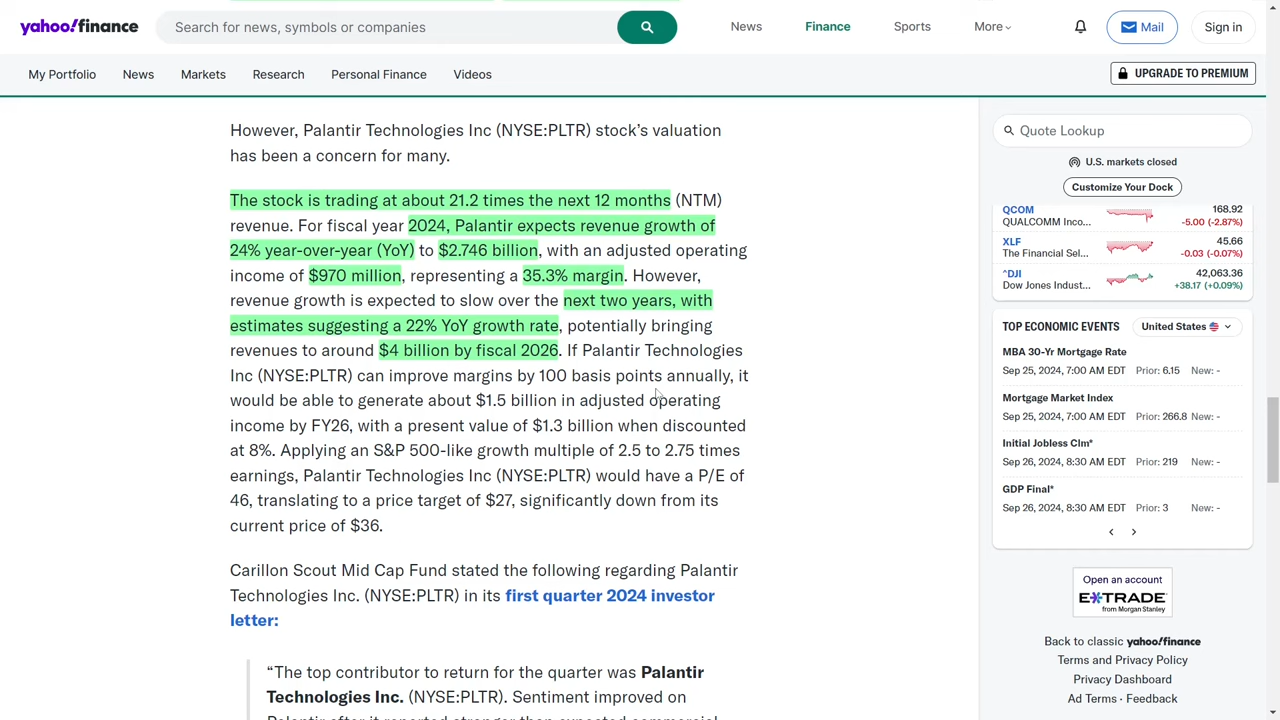 yahoo!finance
Search for news, symbols or companies
News
Finance
Sports
More
Mail
Sign in
My Portfolio
News
Markets
Research
Personal Finance
Videos
UPGRADE TO PREMIUM
However, Palantir Technologies Inc (NYSE:PLTR) stock’s valuation
has been a concern for many.
The stock is trading at about 21.2 times the next 12 months (NTM)
revenue. For fiscal year 2024, Palantir expects revenue growth of
24% year-over-year (YoY) to $2.746 billion, with an adjusted operating
income of $970 million, representing a 35.3% margin. However,
revenue growth is expected to slow over the next two years, with
estimates suggesting a 22% YoY growth rate, potentially bringing
revenues to around $4 billion by fiscal 2026. If Palantir Technologies
Inc (NYSE:PLTR) can improve margins by 100 basis points annually, it
would be able to generate about $1.5 billion in adjusted operating
income by FY26, with a present value of $1.3 billion when discounted
at 8%. Applying an S&P 500-like growth multiple of 2.5 to 2.75 times
earnings, Palantir Technologies Inc (NYSE:PLTR) would have a P/E of
46, translating to a price target of $27, significantly down from its
current price of $36.
Carillon Scout Mid Cap Fund stated the following regarding Palantir
Technologies Inc. (NYSE:PLTR) in its first quarter 2024 investor
letter:
“The top contributor to return for the quarter was Palantir
Technologies Inc. (NYSE:PLTR). Sentiment improved on
Palantir after it reported stronger than expected commercial
Quote Lookup
U.S. markets closed
Customize Your Dock
QCOM 168.92
QUALCOMM Inco... -5.00 (-2.87%)
XLF 45.66
The Financial Sel... -0.03 (-0.07%)
^DJI 42,063.36
Dow Jones Indust... +38.17 (+0.09%)
TOP ECONOMIC EVENTS
United States
MBA 30-Yr Mortgage Rate
Sep 25, 2024, 7:00 AM EDT Prior: 6.15 New: -
Mortgage Market Index
Sep 25, 2024, 7:00 AM EDT Prior: 266.8 New: -
Initial Jobless Clm*
Sep 26, 2024, 8:30 AM EDT Prior: 219 New: -
GDP Final*
Sep 26, 2024, 8:30 AM EDT Prior: 3 New: -
Open an account
E*TRADE
from Morgan Stanley
Back to classic yahoo!finance
Terms and Privacy Policy
Privacy Dashboard
Ad Terms · Feedback